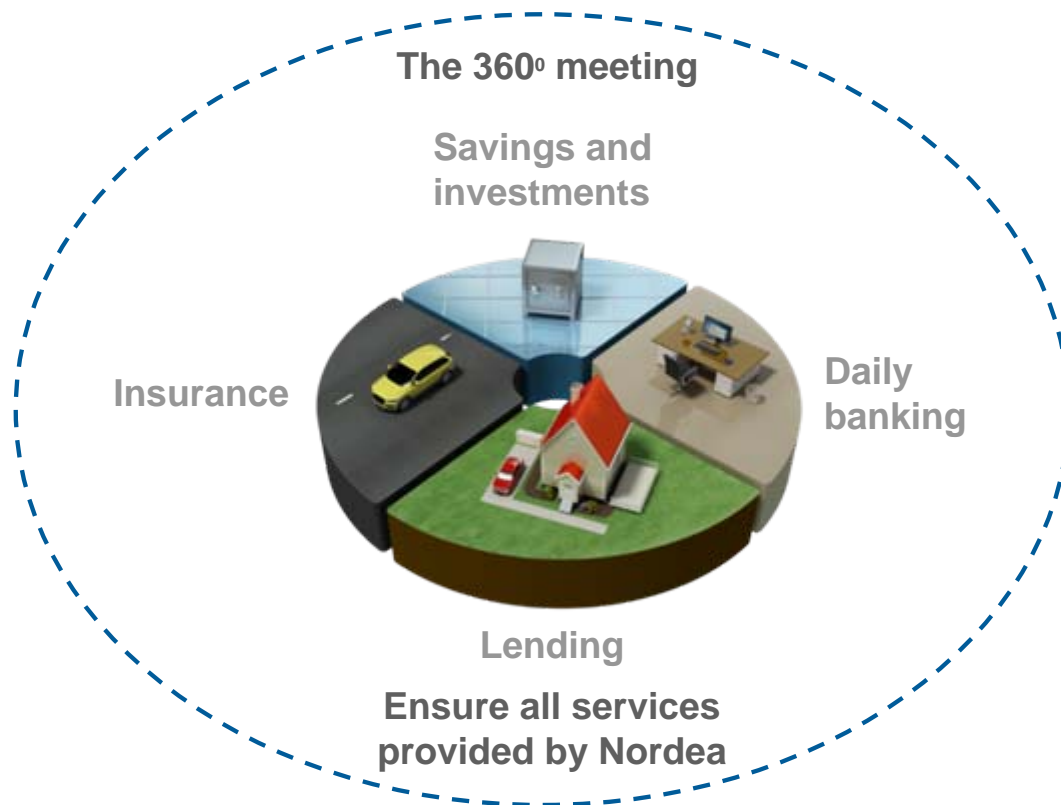 The 360⁰ meeting
Savings and
investments
Insurance
Daily
banking
Lending
Ensure all services
provided by Nordea